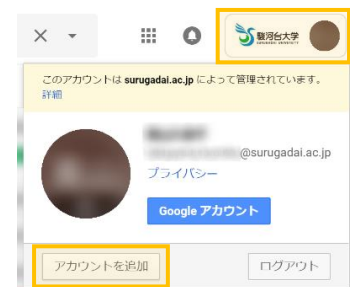 駿河台大学
SURUGADAI UNIVERSITY
このアカウントは surugadai.ac.jp によって管理されています。
詳細
@surugadai.ac.jp
プライバシー
Google アカウント
アカウントを追加
ログアウト